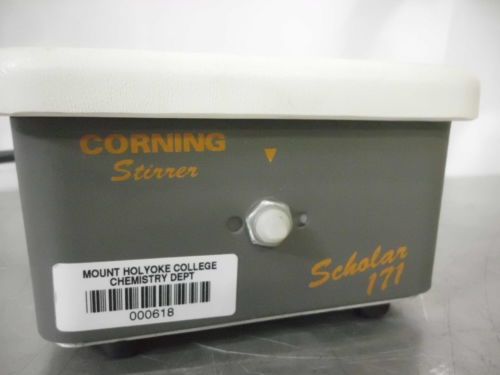 CORNING
Stirrer
Scholar
171
MOUNT HOLYOKE COLLEGE
CHEMISTRY DEPT
000618